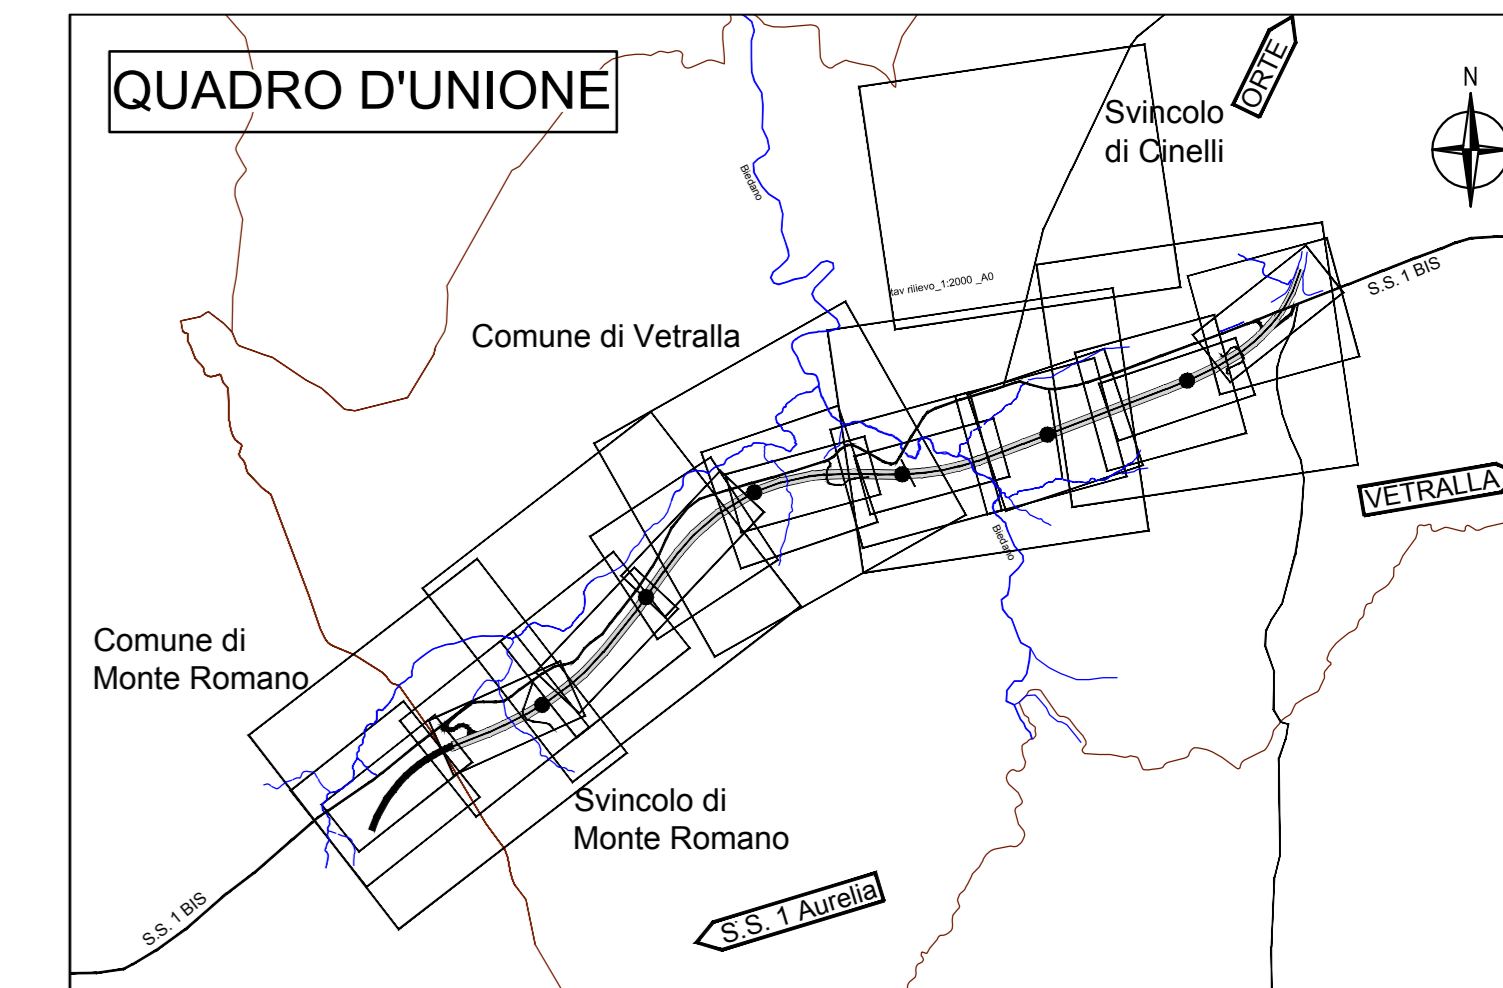 QUADRO D'UNIONE
ORTE
N
Svincolo
di Cinelli
Biedano
S.S. 1 BIS
tav rilievo_1:2000 _A0
Comune di Vetralla
VETRALLA
Biedano
Comune di
Monte Romano
Svincolo di
Monte Romano
S.S. 1 Aurelia
S.S. 1 BIS